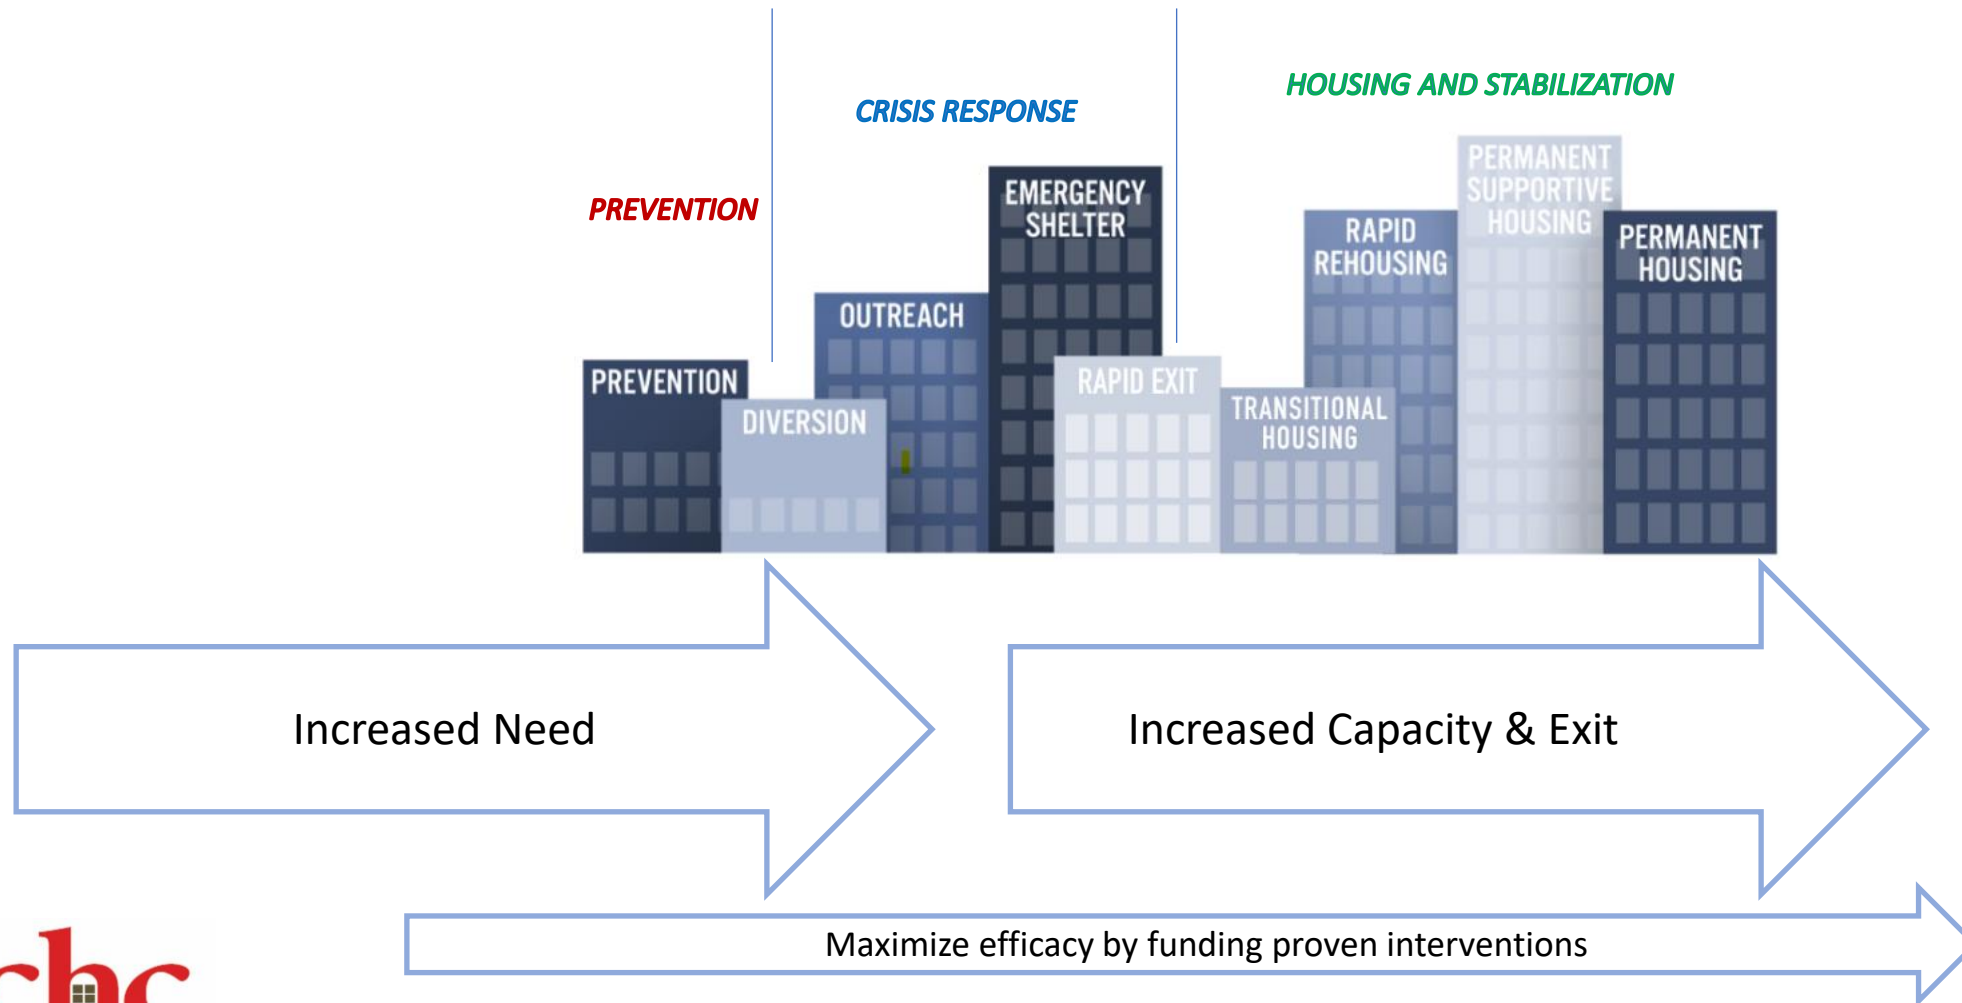 PREVENTION
CRISIS RESPONSE
HOUSING AND STABILIZATION
PREVENTION
DIVERSION
OUTREACH
EMERGENCY
SHELTER
RAPID EXIT
TRANSITIONAL
HOUSING
RAPID
REHOUSING
PERMANENT
SUPPORTIVE
HOUSING
PERMANENT
HOUSING
Increased Need
Increased Capacity & Exit
Maximize efficacy by funding proven interventions